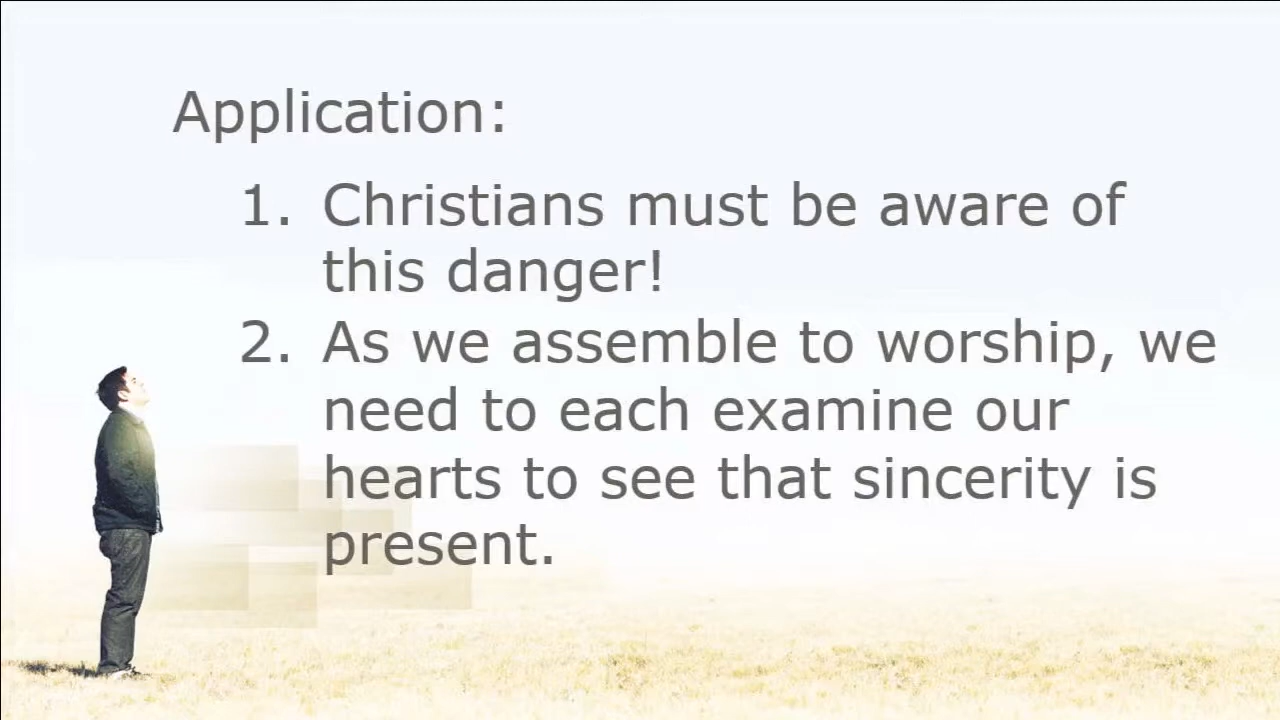 Application:
1. Christians must be aware of
this danger!
2. As we assemble to worship, we
need to each examine our
hearts to see that sincerity is
present.